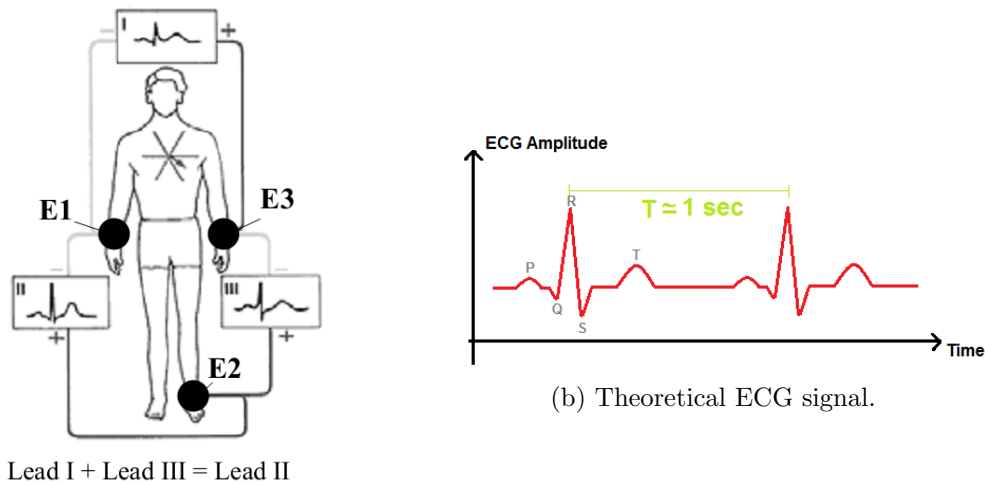 − I +
E1
E3
− −
II
III
+ +
E2
Lead I + Lead III = Lead II
ECG Amplitude
R
T ≃ 1 sec
P
T
Q
S
Time
(b) Theoretical ECG signal.